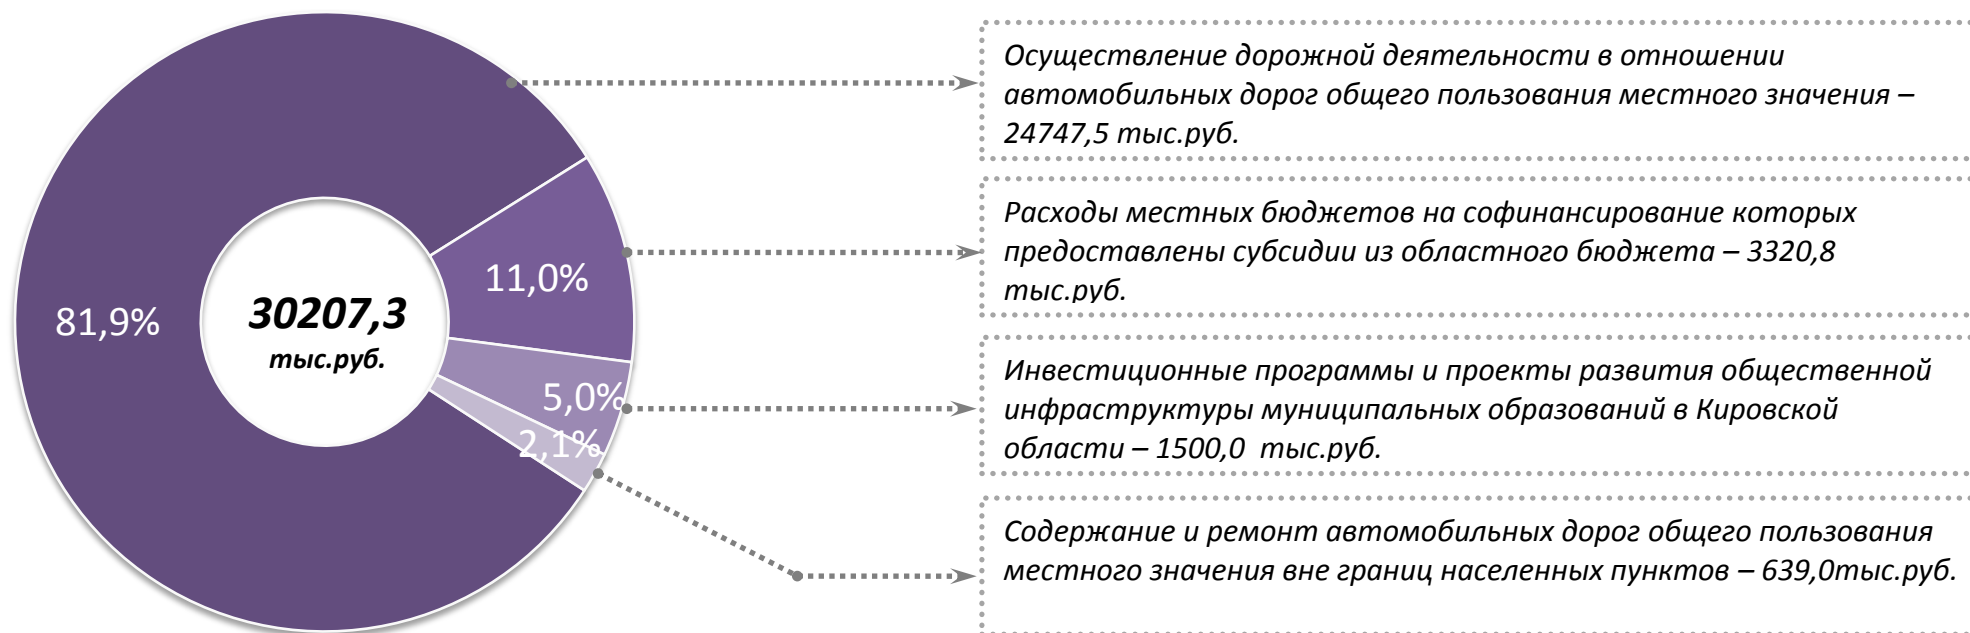 81,9%
11,0%
5,0%
2,1%
30207,3
тыс.руб.
Осуществление дорожной деятельности в отношении
автомобильных дорог общего пользования местного значения –
24747,5 тыс.руб.
Расходы местных бюджетов на софинансирование которых
предоставлены субсидии из областного бюджета – 3320,8
тыс.руб.
Инвестиционные программы и проекты развития общественной
инфраструктуры муниципальных образований в Кировской
области – 1500,0  тыс.руб.
Содержание и ремонт автомобильных дорог общего пользования
местного значения вне границ населенных пунктов – 639,0тыс.руб.